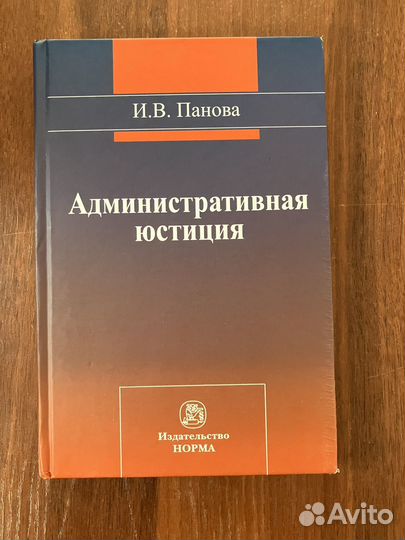 И.В. Панова
Административная
юстиция
Издательство
НОРМА
Avito